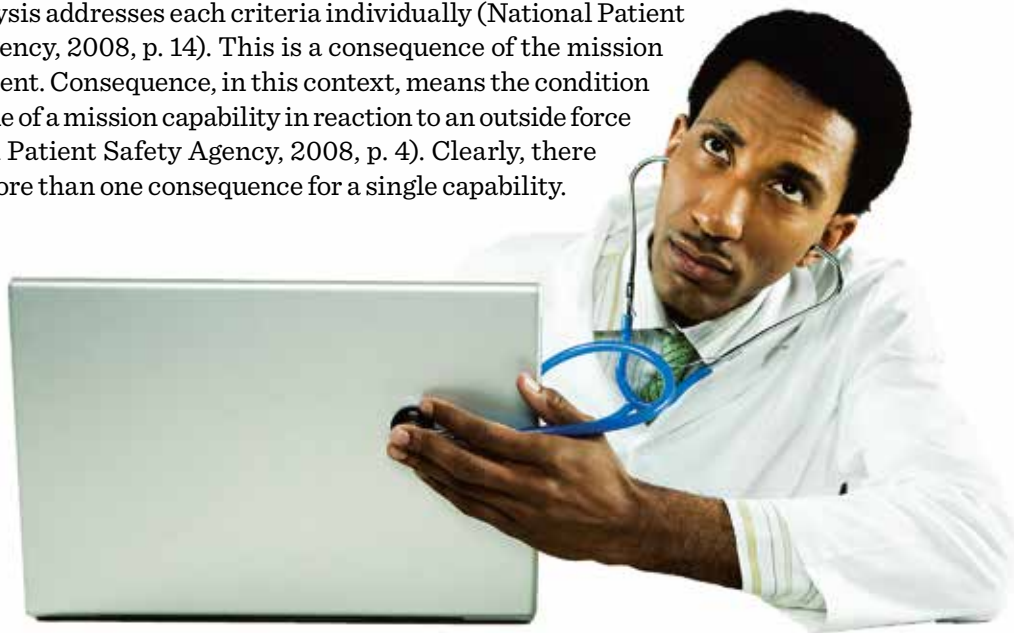 ysis addresses each criteria individually (National Patient
ency, 2008, p. 14). This is a consequence of the mission
ent. Consequence, in this context, means the condition
e of a mission capability in reaction to an outside force
Patient Safety Agency, 2008, p. 4). Clearly, there
ore than one consequence for a single capability.